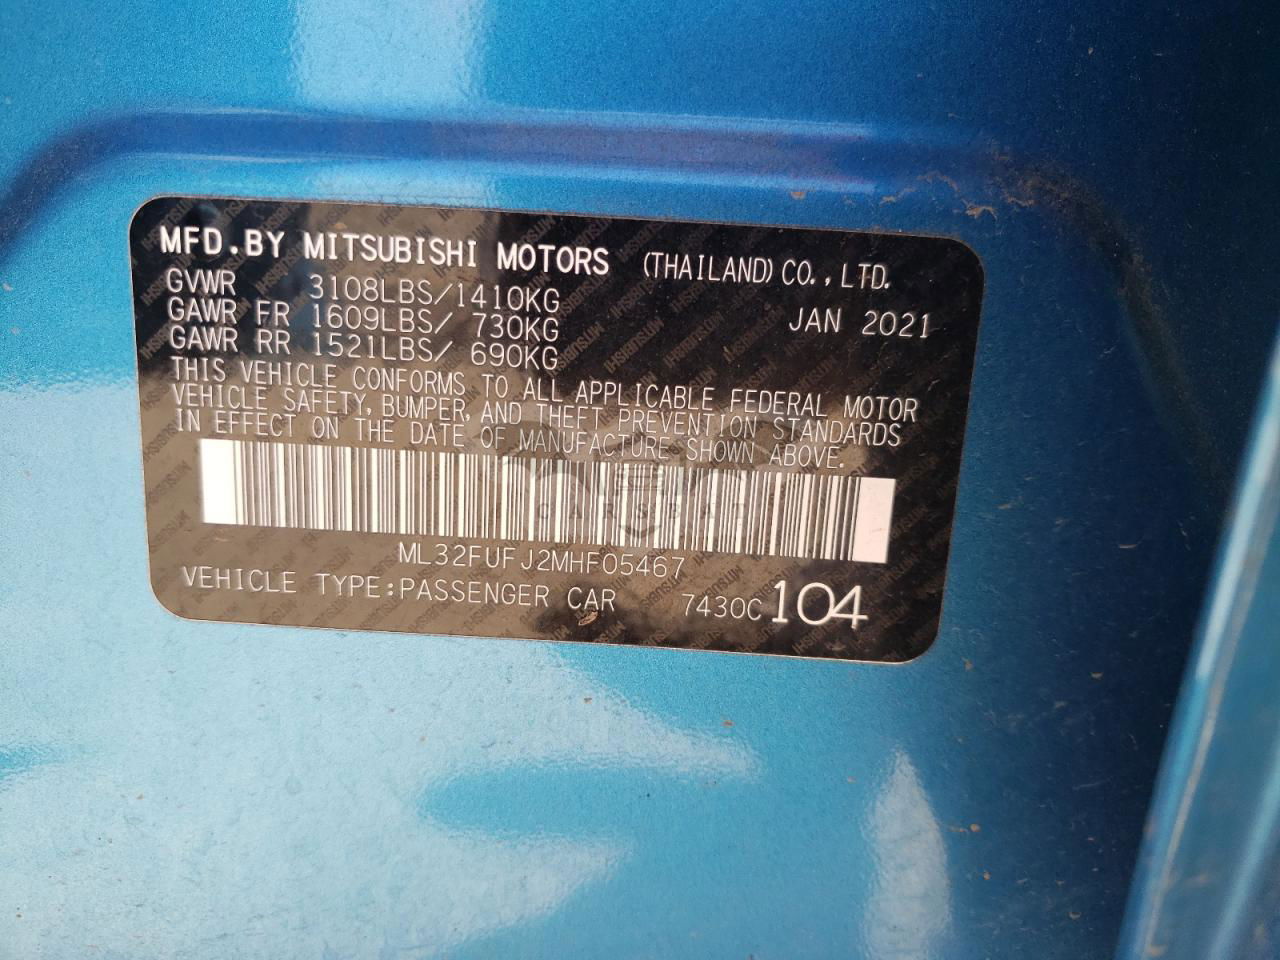 MFD.BY MITSUBISHI MOTORS (THAILAND) CO., LTD.
GVWR 3108LBS/1410KG
GAWR FR 1609LBS/ 730KG JAN 2021
GAWR RR 1521LBS/ 690KG
THIS VEHICLE CONFORMS TO ALL APPLICABLE FEDERAL MOTOR
VEHICLE SAFETY, BUMPER, AND THEFT PREVENTION STANDARDS
IN EFFECT ON THE DATE OF MANUFACTURE SHOWN ABOVE.
ML32FUFJ2MHF05467
VEHICLE TYPE:PASSENGER CAR 7430C 104